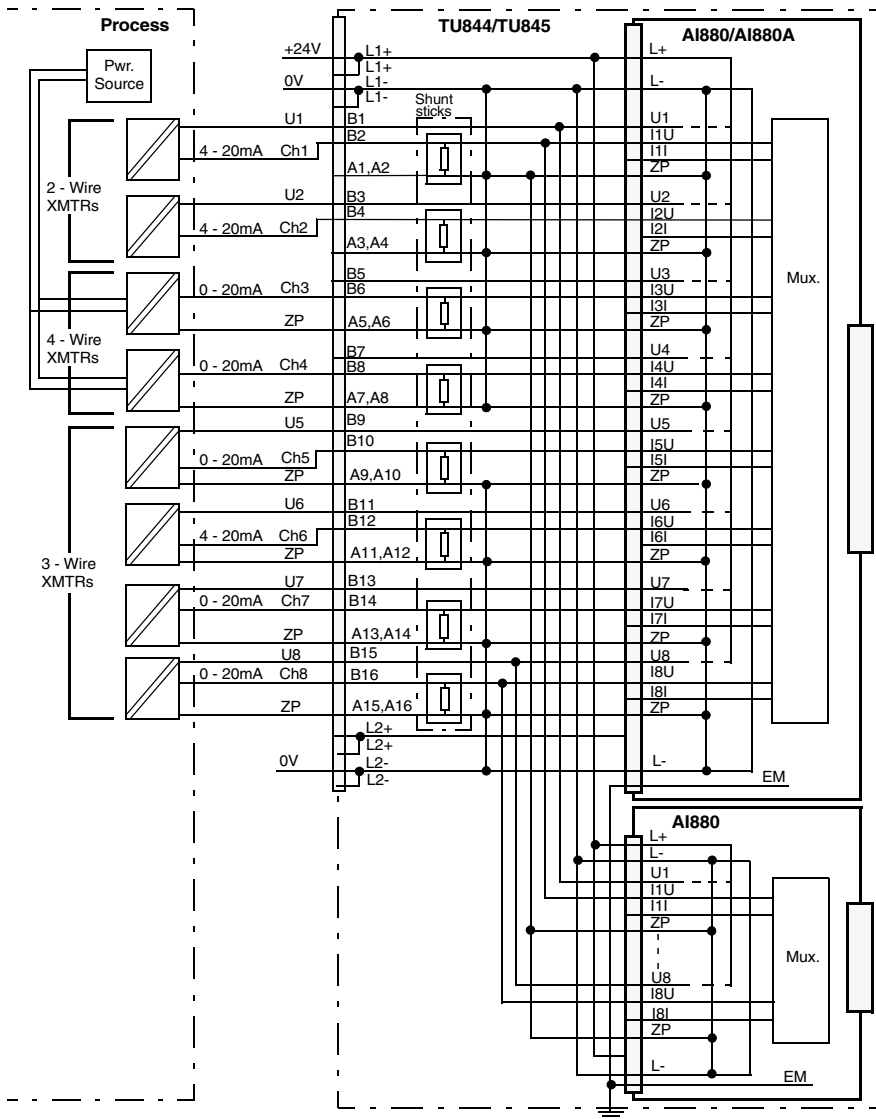 Process
TU844/TU845
AI880/AI880A
Pwr.
Source
+24V
L1+
L1+
0V
L1-
L1-
Shunt
sticks
L+
L-
2 - Wire
XMTRs
U1
B1
B2
4 - 20mA Ch1
A1,A2
U1
I1U
I1I
ZP
U2
B3
B4
4 - 20mA Ch2
A3,A4
U2
I2U
I2I
ZP
Mux.
4 - Wire
XMTRs
B5
0 - 20mA Ch3
B6
ZP
A5,A6
U3
I3U
I3I
ZP
B7
0 - 20mA Ch4
B8
ZP
A7,A8
U4
I4U
I4I
ZP
3 - Wire
XMTRs
U5
B9
B10
0 - 20mA Ch5
ZP
A9,A10
U5
I5U
I5I
ZP
U6
B11
B12
4 - 20mA Ch6
ZP
A11,A12
U6
I6U
I6I
ZP
U7
B13
0 - 20mA Ch7
B14
ZP
A13,A14
U7
I7U
I7I
ZP
U8
B15
0 - 20mA Ch8
B16
ZP
A15,A16
U8
I8U
I8I
ZP
L2+
L2+
0V
L2-
L2-
L-
EM
AI880
L+
L-
U1
I1U
I1I
ZP
Mux.
U8
I8U
I8I
ZP
L-
EM